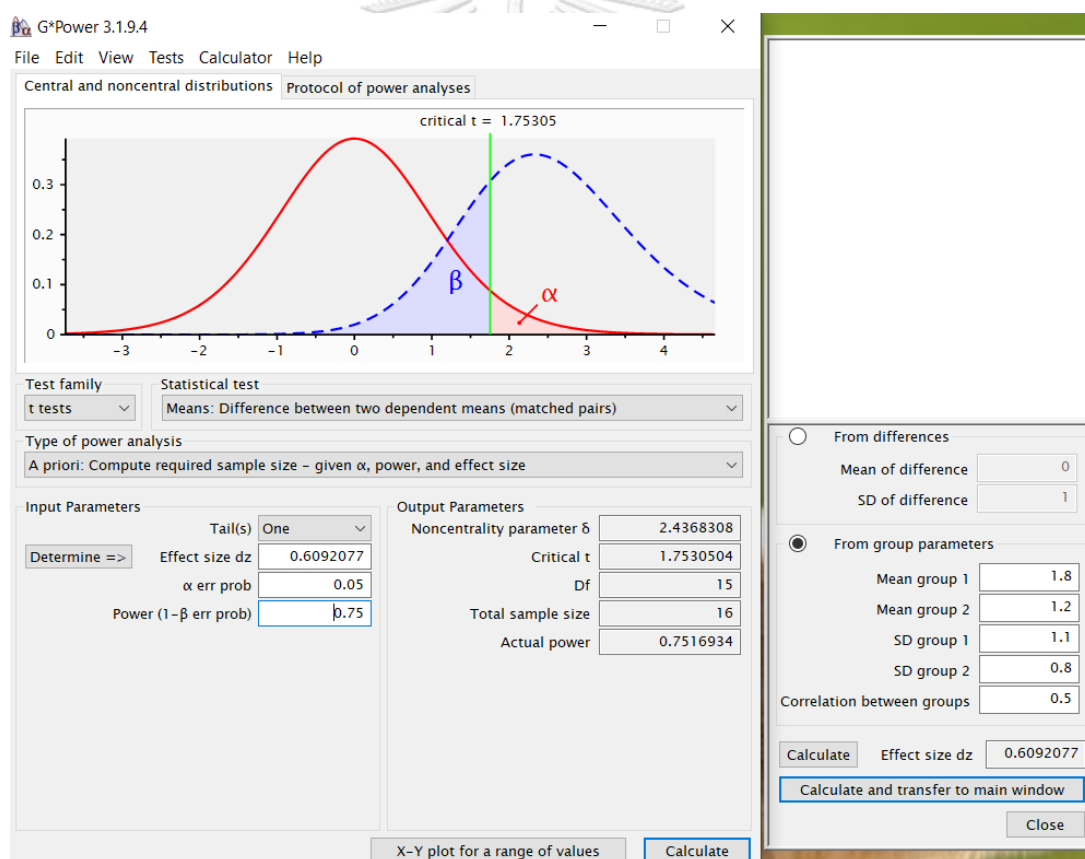 G*Power 3.1.9.4
File Edit View Tests Calculator Help
Central and noncentral distributions Protocol of power analyses
critical t = 1.75305
0.3
0.2
0.1
0
β
α
-3 -2 -1 0 1 2 3 4
Test family Statistical test
t tests Means: Difference between two dependent means (matched pairs)
Type of power analysis
A priori: Compute required sample size - given α, power, and effect size
Input Parameters Output Parameters
Tail(s) One Noncentrality parameter δ 2.4368308
Determine => Effect size dz 0.6092077 Critical t 1.7530504
α err prob 0.05 Df 15
Power (1-β err prob) 0.75 Total sample size 16
Actual power 0.7516934
X-Y plot for a range of values Calculate
From differences
Mean of difference 0
SD of difference 1
From group parameters
Mean group 1 1.8
Mean group 2 1.2
SD group 1 1.1
SD group 2 0.8
Correlation between groups 0.5
Calculate Effect size dz 0.6092077
Calculate and transfer to main window
Close